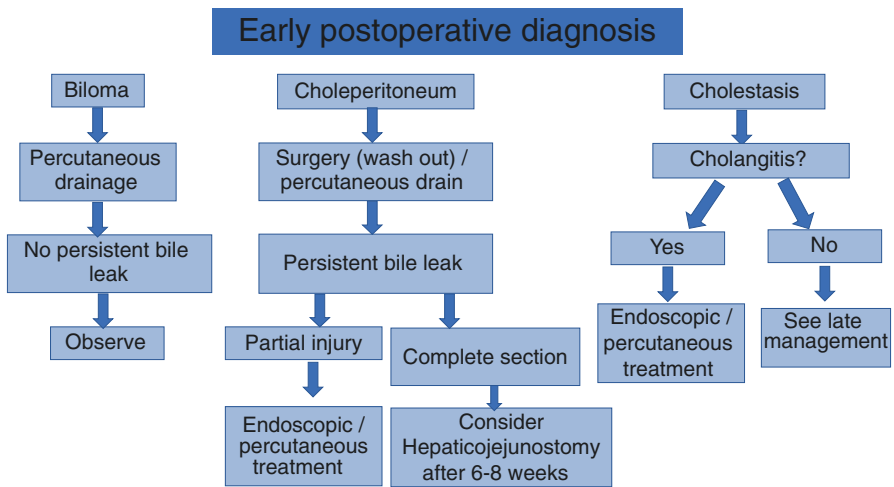 Early postoperative diagnosis
Biloma
Percutaneous
drainage
No persistent bile
leak
Observe
Choleperitoneum
Surgery (wash out) /
percutaneous drain
Persistent bile leak
Partial injury
Endoscopic /
percutaneous
treatment
Complete section
Consider
Hepaticojejunostomy
after 6-8 weeks
Cholestasis
Cholangitis?
Yes
Endoscopic /
percutaneous
treatment
No
See late
management